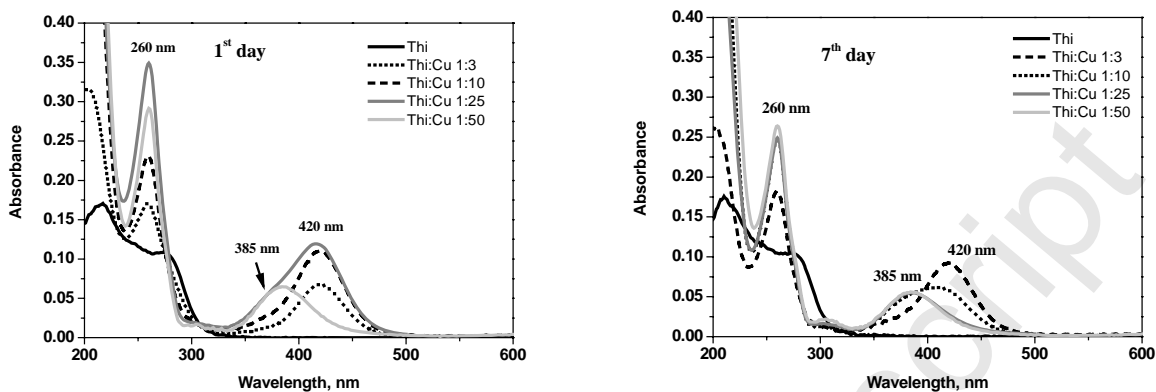 1st day
260 nm
385 nm
420 nm
Thi
Thi:Cu 1:3
Thi:Cu 1:10
Thi:Cu 1:25
Thi:Cu 1:50
0.40
0.35
0.30
0.25
0.20
0.15
0.10
0.05
0.00
Absorbance
200 300 400 500 600
Wavelength, nm
7th day
260 nm
385 nm
420 nm
Thi
Thi:Cu 1:3
Thi:Cu 1:10
Thi:Cu 1:25
Thi:Cu 1:50
0.40
0.35
0.30
0.25
0.20
0.15
0.10
0.05
0.00
Absorbance
200 300 400 500 600
Wavelength, nm
script